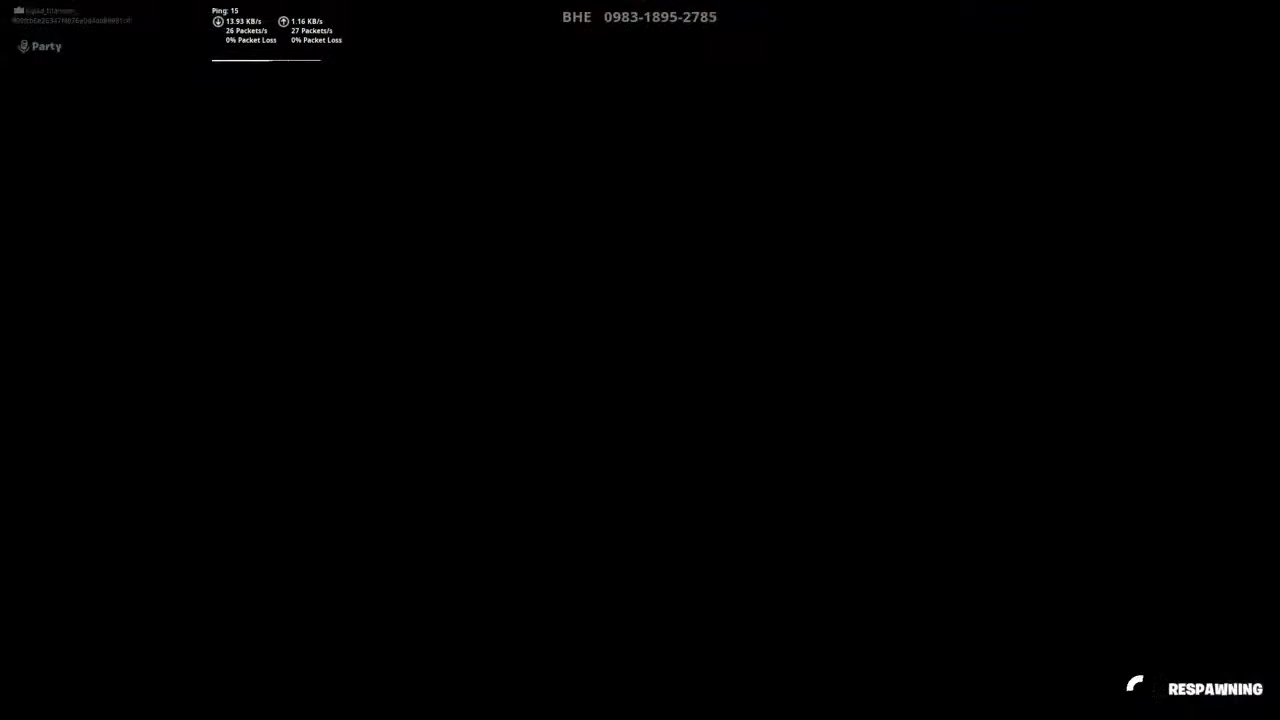 Ping: 15
13.93 KB/s 1.16 KB/s
26 Packets/s 27 Packets/s
0% Packet Loss 0% Packet Loss
BHE 0983-1895-2785
Party
RESPAWNING